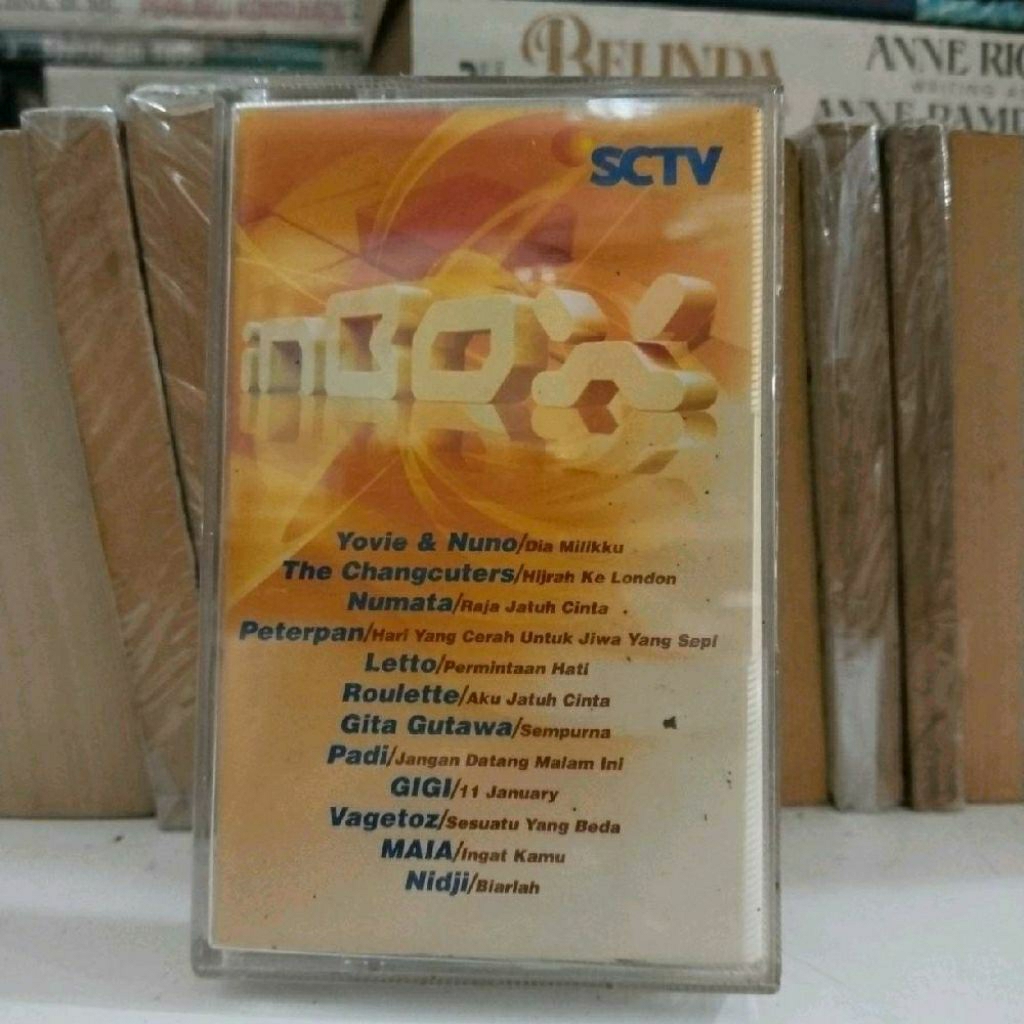 BELINDA
ANNE RIC
WRITING A
SCTV
inBOX
Yovie & Nuno/Dia Milikku
The Changcuters/Hijrah Ke London
Numata/Raja Jatuh Cinta
Peterpan/Hari Yang Cerah Untuk Jiwa Yang Sepi
Letto/Permintaan Hati
Roulette/Aku Jatuh Cinta
Gita Gutawa/Sempurna
Padi/Jangan Datang Malam Ini
GIGI/11 January
Vagetoz/Sesuatu Yang Beda
MAIA/Ingat Kamu
Nidji/Biarlah